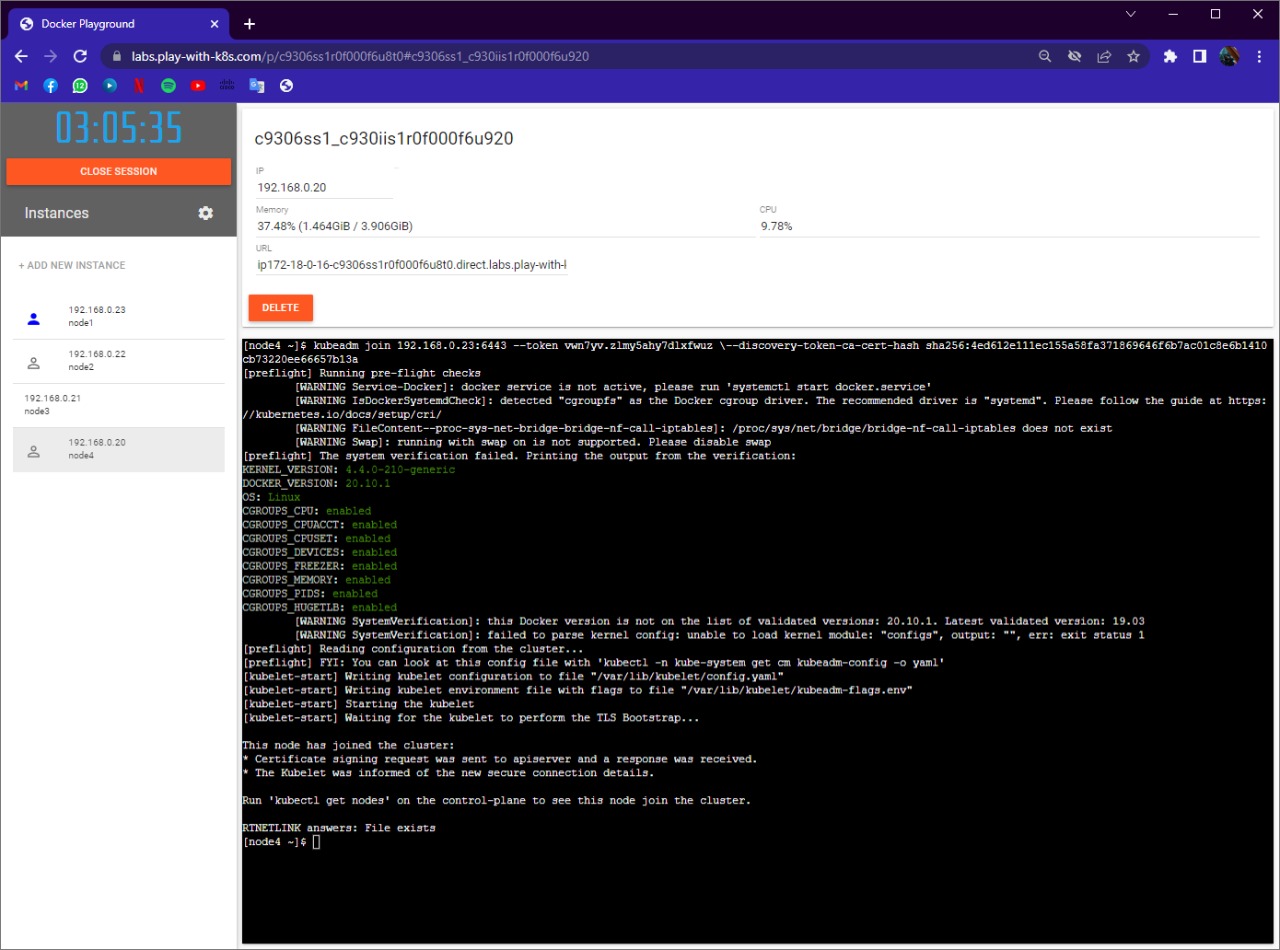 Docker Playground
labs.play-with-k8s.com/p/c9306ss1r0f000f6u8t0#c9306ss1_c930iis1r0f000f6u920
12
03:05:35
CLOSE SESSION
Instances
+ ADD NEW INSTANCE
192.168.0.23
node1
192.168.0.22
node2
192.168.0.21
node3
192.168.0.20
node4
c9306ss1_c930iis1r0f000f6u920
IP
192.168.0.20
Memory
37.48% (1.464GiB / 3.906GiB)
CPU
9.78%
URL
ip172-18-0-16-c9306ss1r0f000f6u8t0.direct.labs.play-with-l
DELETE
[node4 ~]$ kubeadm join 192.168.0.23:6443 --token vwn7yv.zlmy5ahy7dlxfwuz \--discovery-token-ca-cert-hash sha256:4ed612e111ec155a58fa371869646f6b7ac01c8e6b1410
cb73220ee66657b13a
[preflight] Running pre-flight checks
[WARNING Service-Docker]: docker service is not active, please run 'systemctl start docker.service'
[WARNING IsDockerSystemdCheck]: detected "cgroupfs" as the Docker cgroup driver. The recommended driver is "systemd". Please follow the guide at https:
//kubernetes.io/docs/setup/cri/
[WARNING FileContent--proc-sys-net-bridge-bridge-nf-call-iptables]: /proc/sys/net/bridge/bridge-nf-call-iptables does not exist
[WARNING Swap]: running with swap on is not supported. Please disable swap
[preflight] The system verification failed. Printing the output from the verification:
KERNEL_VERSION: 4.4.0-210-generic
DOCKER_VERSION: 20.10.1
OS: Linux
CGROUPS_CPU: enabled
CGROUPS_CPUACCT: enabled
CGROUPS_CPUSET: enabled
CGROUPS_DEVICES: enabled
CGROUPS_FREEZER: enabled
CGROUPS_MEMORY: enabled
CGROUPS_PIDS: enabled
CGROUPS_HUGETLB: enabled
[WARNING SystemVerification]: this Docker version is not on the list of validated versions: 20.10.1. Latest validated version: 19.03
[WARNING SystemVerification]: failed to parse kernel config: unable to load kernel module: "configs", output: "", err: exit status 1
[preflight] Reading configuration from the cluster...
[preflight] FYI: You can look at this config file with 'kubectl -n kube-system get cm kubeadm-config -o yaml'
[kubelet-start] Writing kubelet configuration to file "/var/lib/kubelet/config.yaml"
[kubelet-start] Writing kubelet environment file with flags to file "/var/lib/kubelet/kubeadm-flags.env"
[kubelet-start] Starting the kubelet
[kubelet-start] Waiting for the kubelet to perform the TLS Bootstrap...
This node has joined the cluster:
* Certificate signing request was sent to apiserver and a response was received.
* The Kubelet was informed of the new secure connection details.
Run 'kubectl get nodes' on the control-plane to see this node join the cluster.
RTNETLINK answers: File exists
[node4 ~]$